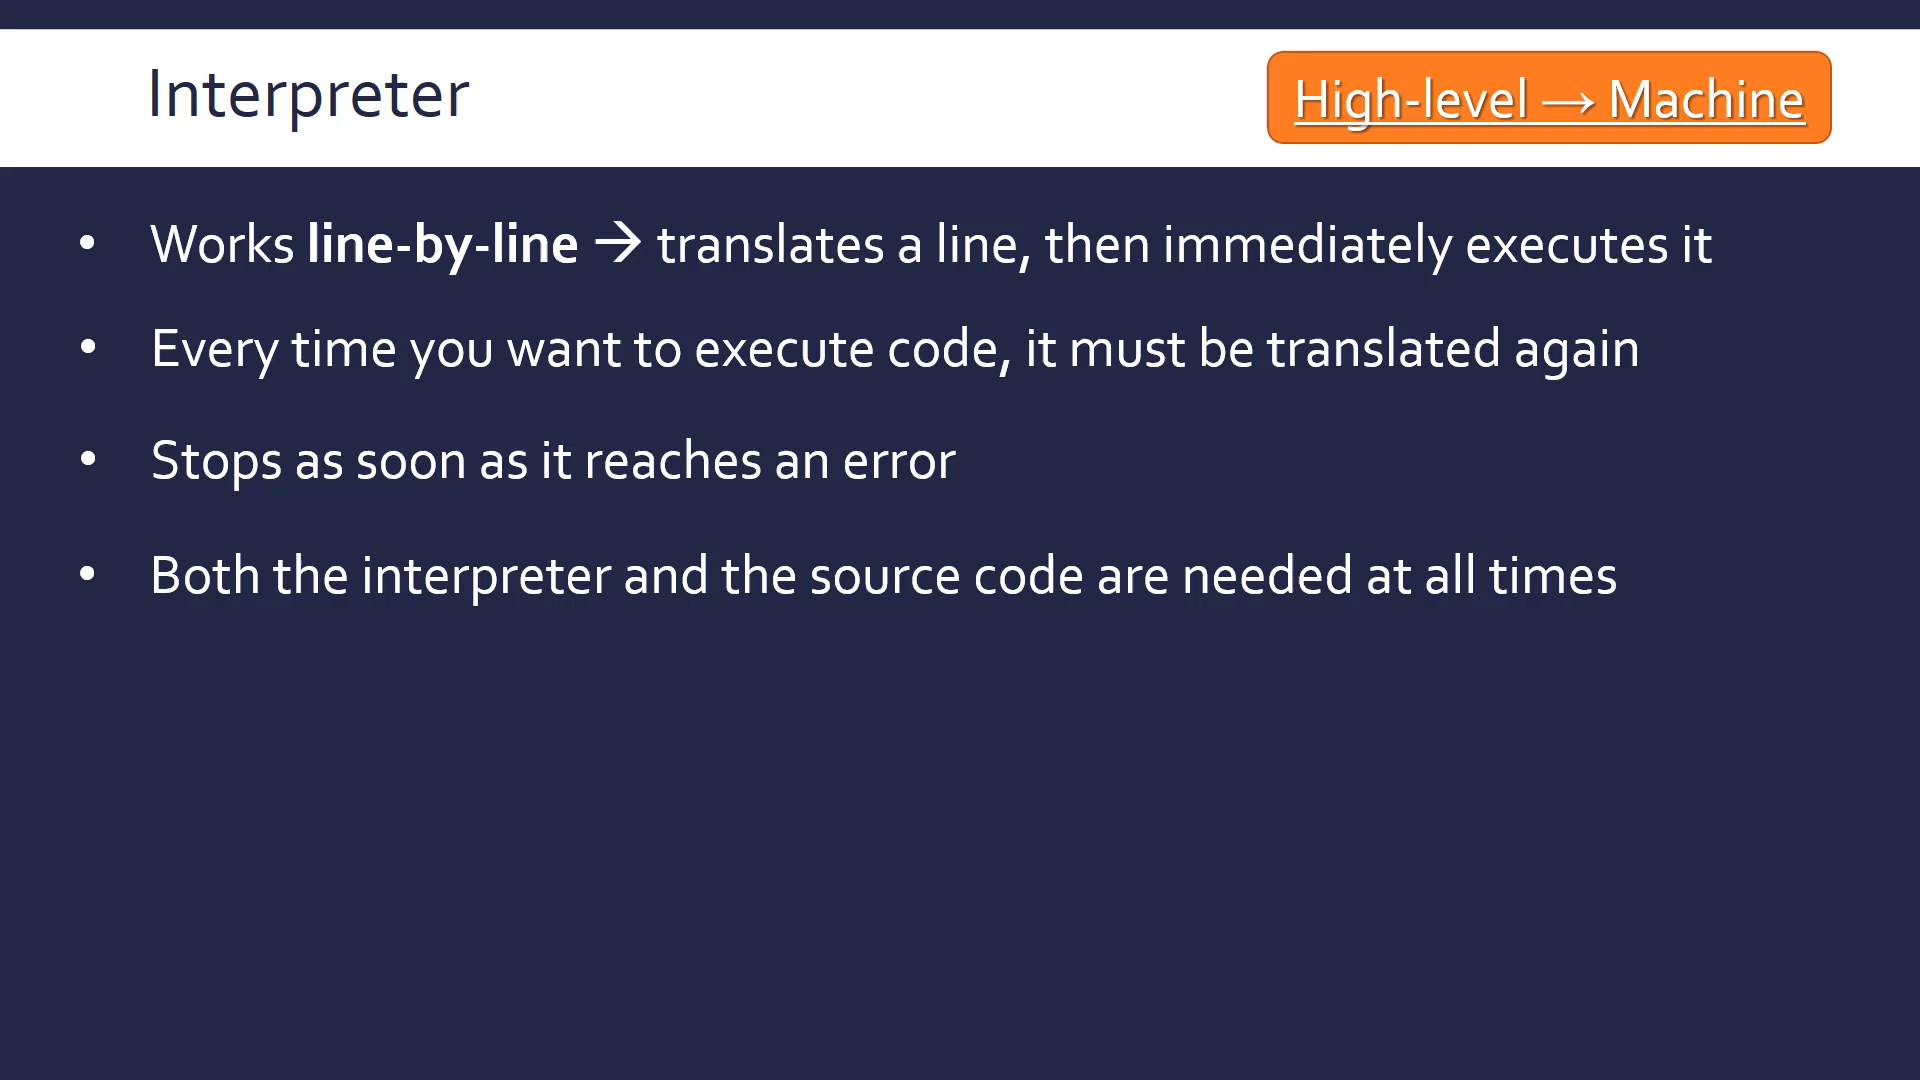 Interpreter
High-level → Machine
• Works line-by-line → translates a line, then immediately executes it
• Every time you want to execute code, it must be translated again
• Stops as soon as it reaches an error
• Both the interpreter and the source code are needed at all times